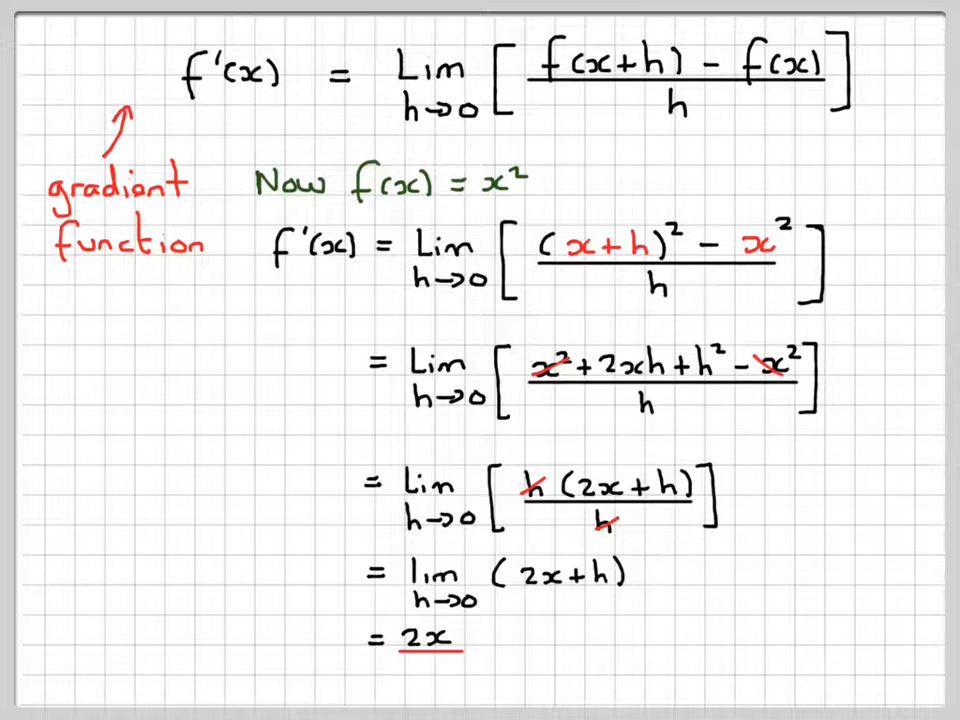 f'(x) = Lim h→0 [ (f(x+h) - f(x)) / h ]
gradient
function
Now f(x) = x²
f'(x) = Lim h→0 [ ((x+h)² - x²) / h ]
= Lim h→0 [ (x² + 2xh + h² - x²) / h ]
= Lim h→0 [ h (2x + h) / h ]
= lim h→0 (2x+h)
= 2x